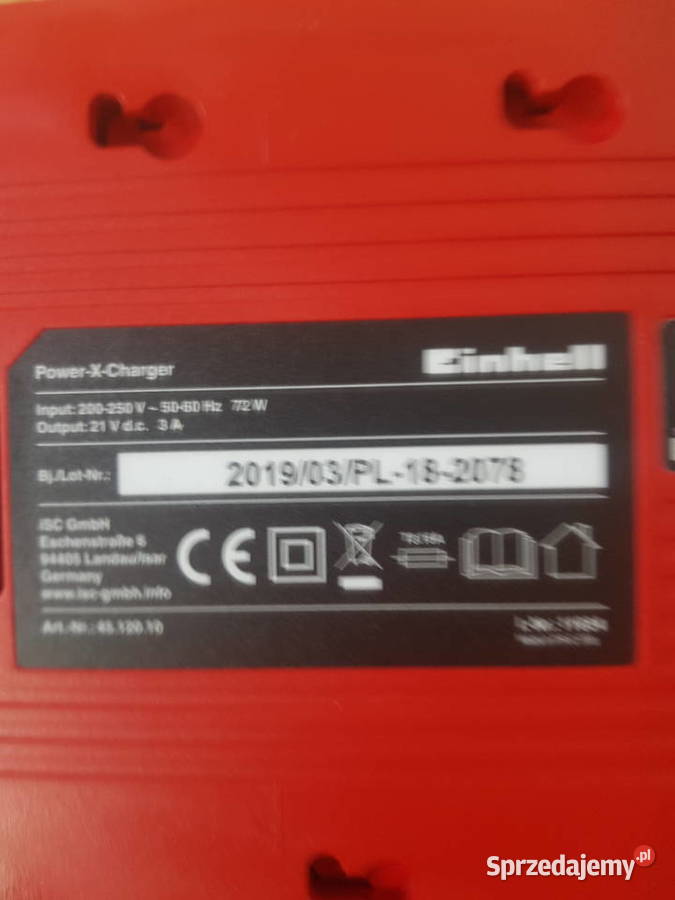 Power-X-Charger
Einhell
Input: 200-250 V ~ 50-60 Hz 72 W
Output: 21 V d.c. 3 A
Bj./Lot-Nr.:
2019/03/PL-18-2078
iSC GmbH
Eschenstraße 6
94405 Landau/Isar
Germany
www.isc-gmbh.info
CE
Art.-Nr.: 45.120.10
Sprzedajemy.pl